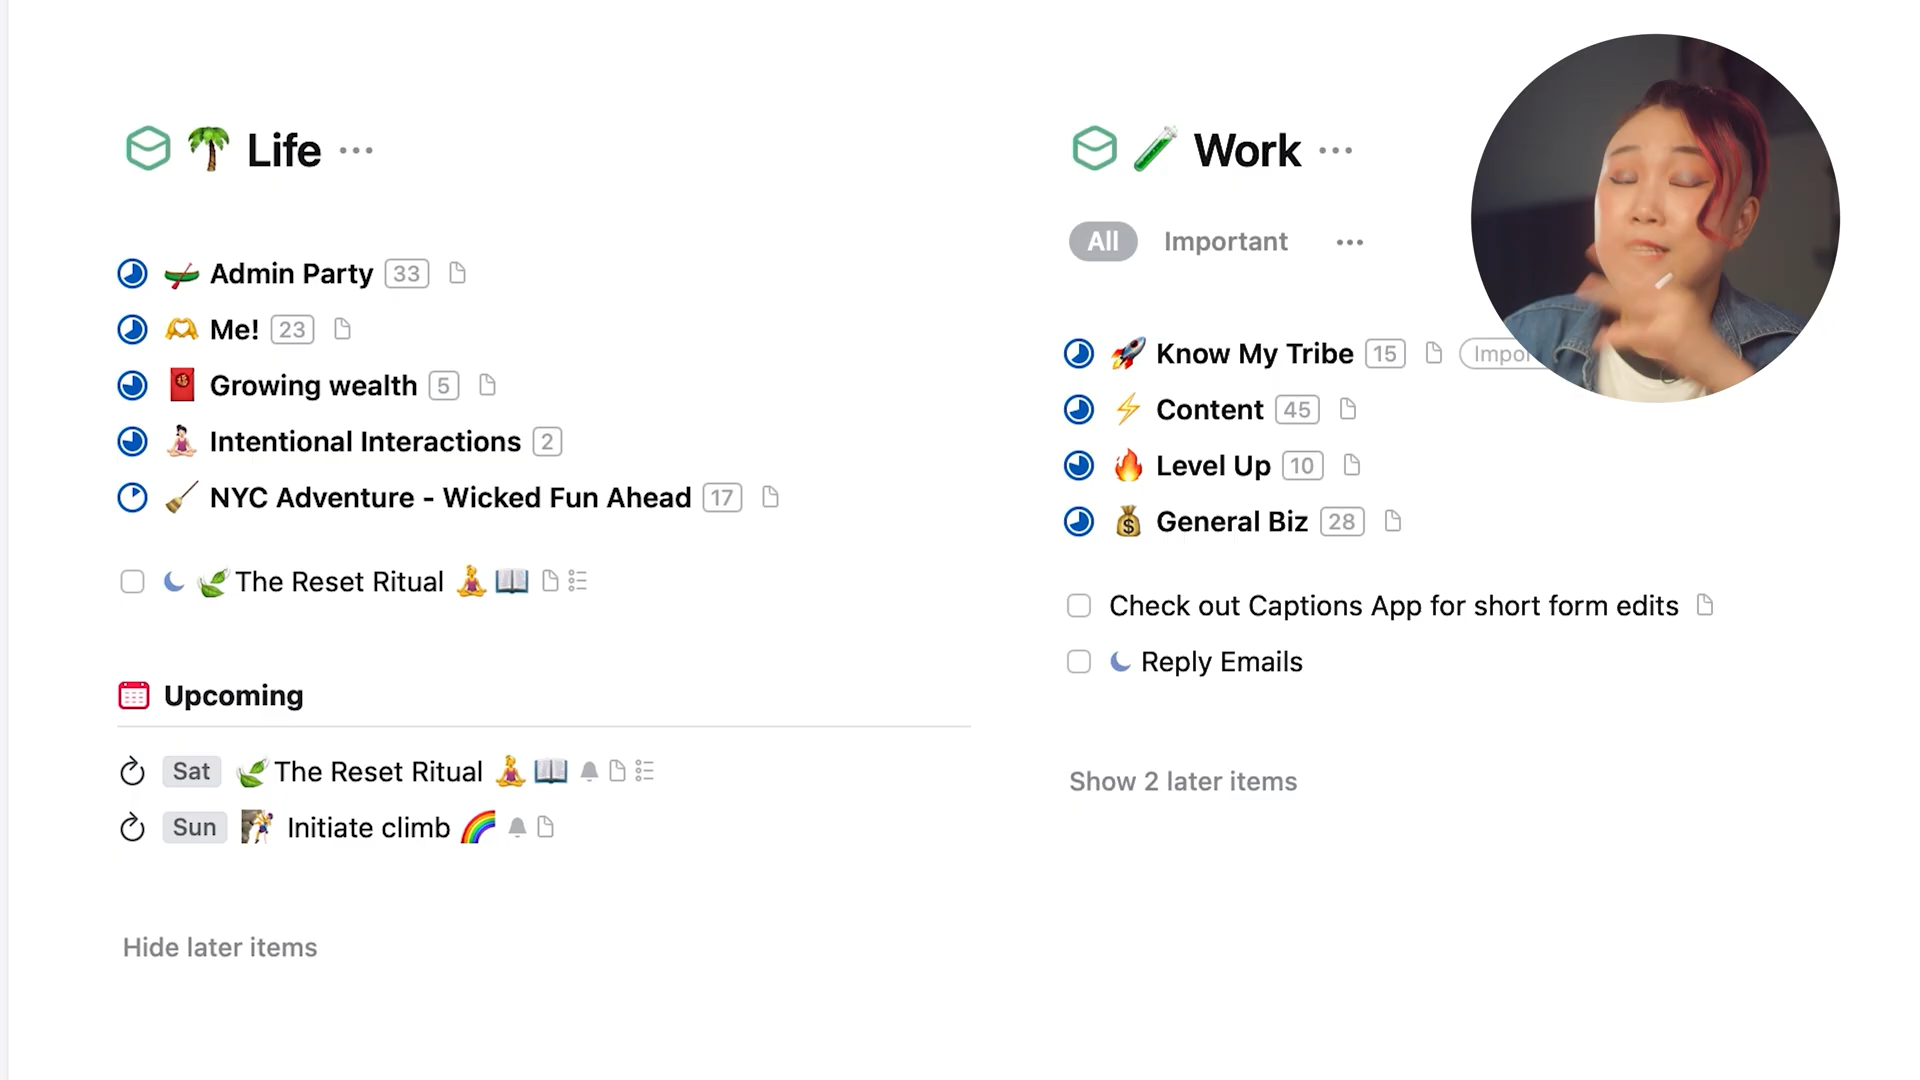 Life
Admin Party 33
Me! 23
Growing wealth 5
Intentional Interactions 2
NYC Adventure - Wicked Fun Ahead 17
The Reset Ritual
Upcoming
Sat The Reset Ritual
Sun Initiate climb
Hide later items
Work
All Important
Know My Tribe 15
Content 45
Level Up 10
General Biz 28
Check out Captions App for short form edits
Reply Emails
Show 2 later items